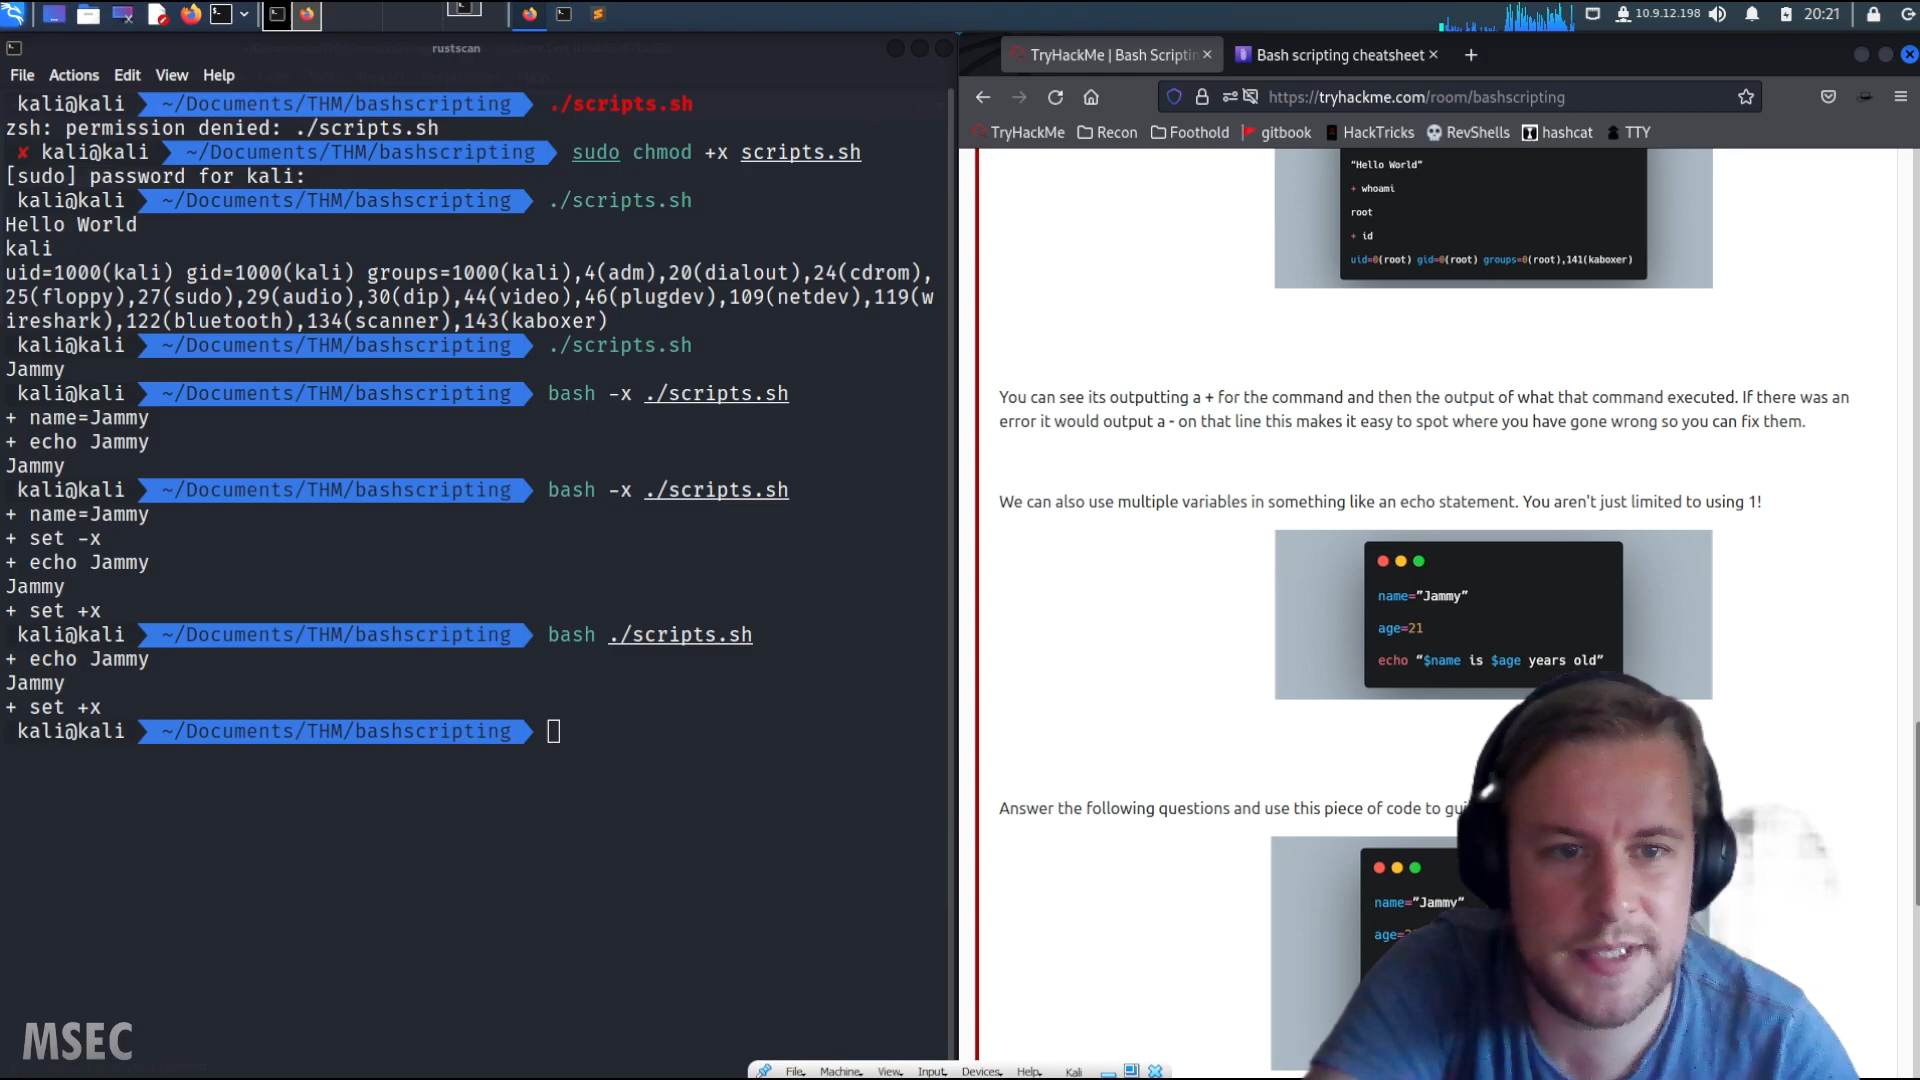 10.9.12.198
20:21
rustscan
File Actions Edit View Help
kali@kali ~/Documents/THM/bashscripting ./scripts.sh
zsh: permission denied: ./scripts.sh
✘ kali@kali ~/Documents/THM/bashscripting sudo chmod +x scripts.sh
[sudo] password for kali:
kali@kali ~/Documents/THM/bashscripting ./scripts.sh
Hello World
kali
uid=1000(kali) gid=1000(kali) groups=1000(kali),4(adm),20(dialout),24(cdrom),
25(floppy),27(sudo),29(audio),30(dip),44(video),46(plugdev),109(netdev),119(w
ireshark),122(bluetooth),134(scanner),143(kaboxer)
kali@kali ~/Documents/THM/bashscripting ./scripts.sh
Jammy
kali@kali ~/Documents/THM/bashscripting bash -x ./scripts.sh
+ name=Jammy
+ echo Jammy
Jammy
kali@kali ~/Documents/THM/bashscripting bash -x ./scripts.sh
+ name=Jammy
+ set -x
+ echo Jammy
Jammy
+ set +x
kali@kali ~/Documents/THM/bashscripting bash ./scripts.sh
+ echo Jammy
Jammy
+ set +x
kali@kali ~/Documents/THM/bashscripting
MSEC
TryHackMe | Bash Scriptin
Bash scripting cheatsheet
https://tryhackme.com/room/bashscripting
TryHackMe Recon Foothold gitbook HackTricks RevShells hashcat TTY
"Hello World"
+ whoami
root
+ id
uid=0(root) gid=0(root) groups=0(root),141(kaboxer)
You can see its outputting a + for the command and then the output of what that command executed. If there was an
error it would output a - on that line this makes it easy to spot where you have gone wrong so you can fix them.
We can also use multiple variables in something like an echo statement. You aren't just limited to using 1!
name="Jammy"
age=21
echo "$name is $age years old"
Answer the following questions and use this piece of code to gu
name="Jammy"
age=
File Machine View Input Devices Help Kali